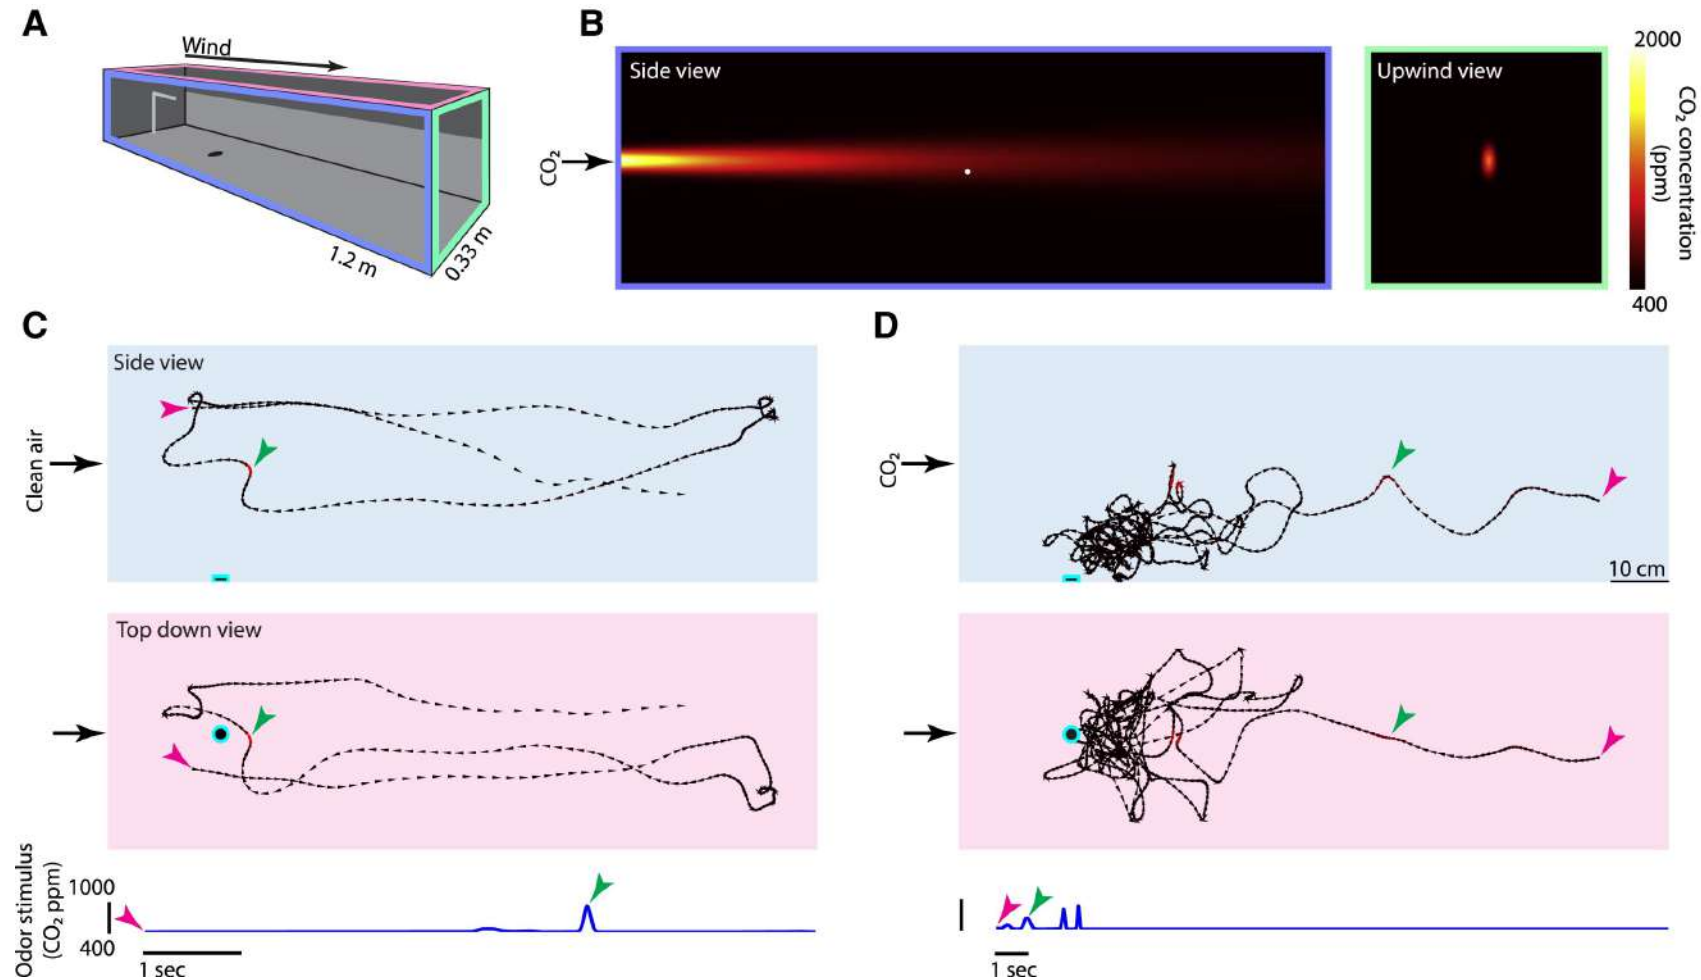 A
Wind
1.2 m
0.33 m
B
Side view
CO₂
Upwind view
2000
CO₂ concentration
(ppm)
400
C
Side view
Clean air
Top down view
Odor stimulus
(CO₂ ppm)
1000
400
1 sec
D
CO₂
10 cm
1 sec